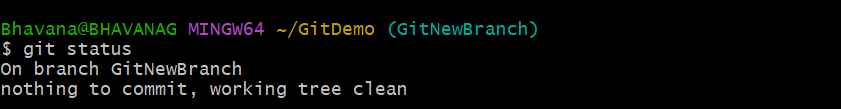 Bhavana@BHAVANAG MINGW64 ~/GitDemo (GitNewBranch)
$ git status
On branch GitNewBranch
nothing to commit, working tree clean